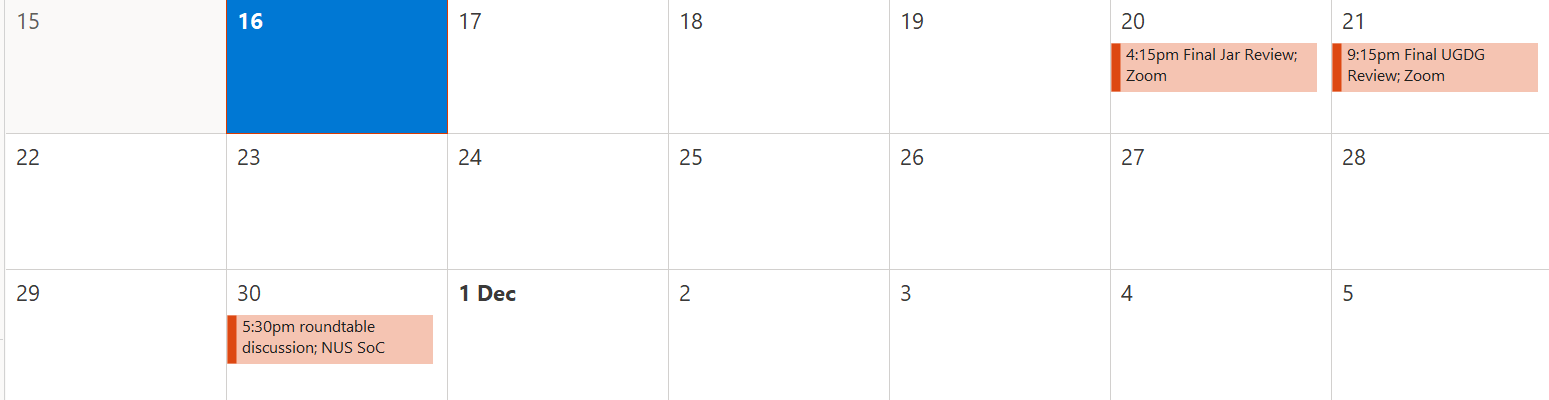 15 16 17 18 19 20 21
4:15pm Final Jar Review;
Zoom
9:15pm Final UGDG
Review; Zoom
22 23 24 25 26 27 28
29 30 1 Dec 2 3 4 5
5:30pm roundtable
discussion; NUS SoC